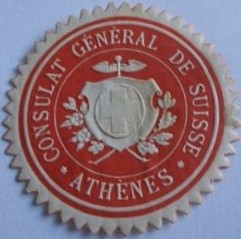 CONSULAT GÉNÉRAL DE SUISSE
* ATHÈNES *